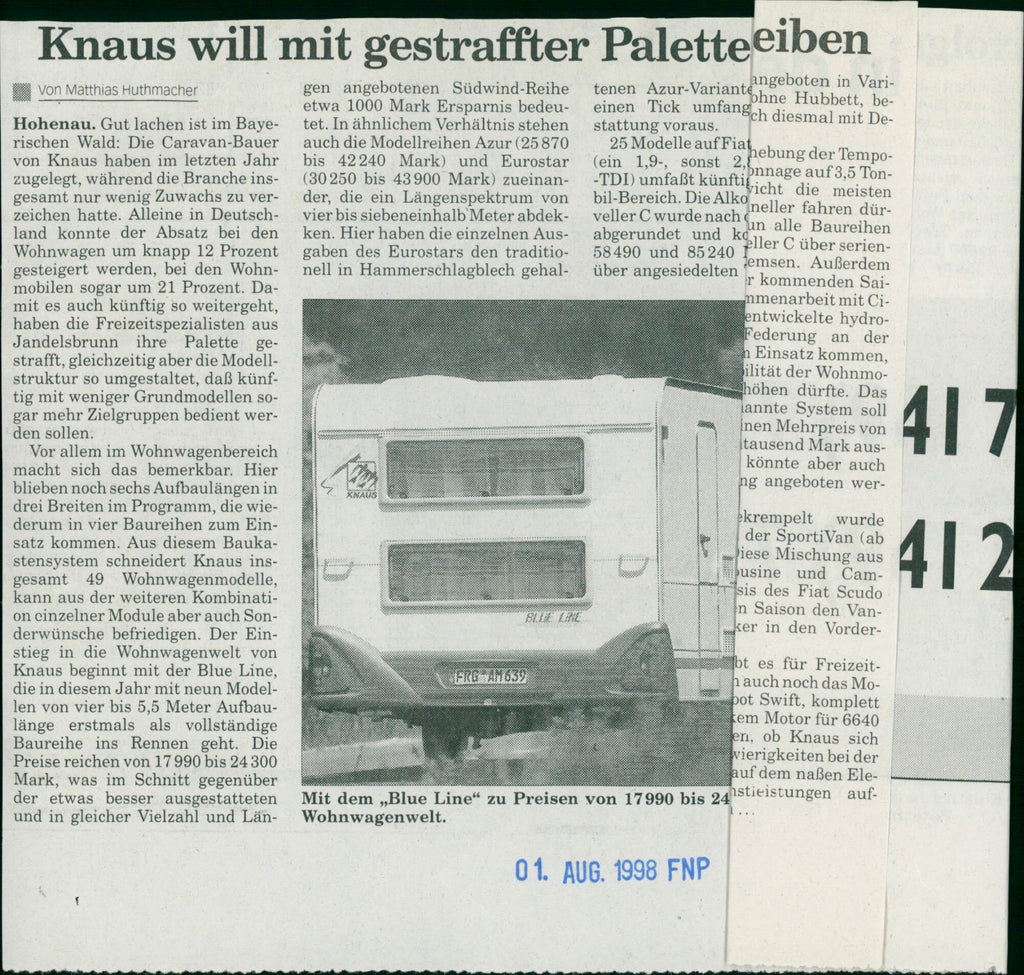 Knaus will mit gestraffter Palette
eiben
Von Matthias Huthmacher
Hohenau. Gut lachen ist im Baye-
rischen Wald: Die Caravan-Bauer
von Knaus haben im letzten Jahr
zugelegt, während die Branche ins-
gesamt nur wenig Zuwachs zu ver-
zeichen hatte. Alleine in Deutsch-
land konnte der Absatz bei den
Wohnwagen um knapp 12 Prozent
gesteigert werden, bei den Wohn-
mobilen sogar um 21 Prozent. Da-
mit es auch künftig so weitergeht,
haben die Freizeitspezialisten aus
Jandelsbrunn ihre Palette ge-
strafft, gleichzeitig aber die Modell-
struktur so umgestaltet, daß künf-
tig mit weniger Grundmodellen so-
gar mehr Zielgruppen bedient wer-
den sollen.
Vor allem im Wohnwagenbereich
macht sich das bemerkbar. Hier
blieben noch sechs Aufbaulängen in
drei Breiten im Programm, die wie-
derum in vier Baureihen zum Ein-
satz kommen. Aus diesem Bauka-
stensystem schneidert Knaus ins-
gesamt 49 Wohnwagenmodelle,
kann aus der weiteren Kombinati-
on einzelner Module aber auch Son-
derwünsche befriedigen. Der Ein-
stieg in die Wohnwagenwelt von
Knaus beginnt mit der Blue Line,
die in diesem Jahr mit neun Model-
len von vier bis 5,5 Meter Aufbau-
länge erstmals als vollständige
Baureihe ins Rennen geht. Die
Preise reichen von 17 990 bis 24 300
Mark, was im Schnitt gegenüber
der etwas besser ausgestatteten
und in gleicher Vielzahl und Län-
gen angebotenen Südwind-Reihe
etwa 1000 Mark Ersparnis bedeu-
tet. In ähnlichem Verhältnis stehen
auch die Modellreihen Azur (25 870
bis 42 240 Mark) und Eurostar
(30 250 bis 43 900 Mark) zueinan-
der, die ein Längenspektrum von
vier bis siebeneinhalb Meter abdek-
ken. Hier haben die einzelnen Aus-
gaben des Eurostars den traditio-
nell in Hammerschlagblech gehal-
tenen Azur-Variante
einen Tick umfang
stattung voraus.
25 Modelle auf Fiat
(ein 1,9-, sonst 2,
-TDI) umfaßt künfti
bil-Bereich. Die Alko
veller C wurde nach
abgerundet und ko
58 490 und 85 240
über angesiedelten
KNAUS
BLUE LINE
FRG AM 639
Mit dem „Blue Line“ zu Preisen von 17 990 bis 24
Wohnwagenwelt.
angeboten in Vari-
ohne Hubbett, be-
ch diesmal mit De-
hebung der Tempo-
onnage auf 3,5 Ton-
icht die meisten
neller fahren dür-
un alle Baureihen
eller C über serien-
emsen. Außerdem
r kommenden Sai-
mmenarbeit mit Ci-
entwickelte hydro-
Federung an der
n Einsatz kommen,
ilität der Wohnmo-
höhen dürfte. Das
annte System soll
inen Mehrpreis von
tausend Mark aus-
könnte aber auch
ng angeboten wer-
krempelt wurde
der SportiVan (ab
iese Mischung aus
usine und Cam-
sis des Fiat Scudo
n Saison den Van-
ker in den Vorder-
bt es für Freizeit-
n auch noch das Mo-
oot Swift, komplett
em Motor für 6640
en, ob Knaus sich
wierigkeiten bei der
auf dem naßen Ele-
nstleistungen auf-
...
417
412
01. AUG. 1998 FNP